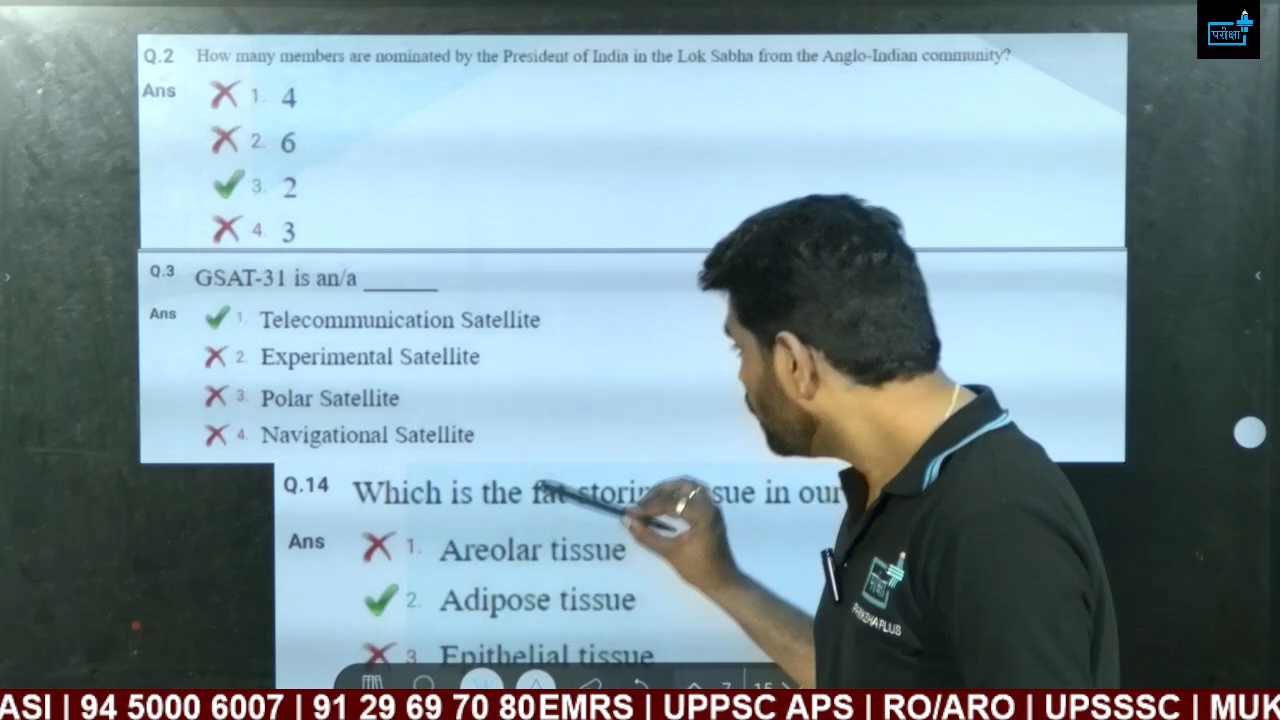 परीक्षा
Q.2 How many members are nominated by the President of India in the Lok Sabha from the Anglo-Indian community?
Ans 1. 4
2. 6
3. 2
4. 3
Q.3 GSAT-31 is an/a ______
Ans 1. Telecommunication Satellite
2. Experimental Satellite
3. Polar Satellite
4. Navigational Satellite
Q.14 Which is the in our
Ans 1. Areolar tissue
2. Adipose tissue
3. Epithelial tissue
7 15
परीक्षा
PLUS
ASI | 94 5000 6007 | 91 29 69 70 80EMRS | UPPSC APS | RO/ARO | UPSSSC | MUK